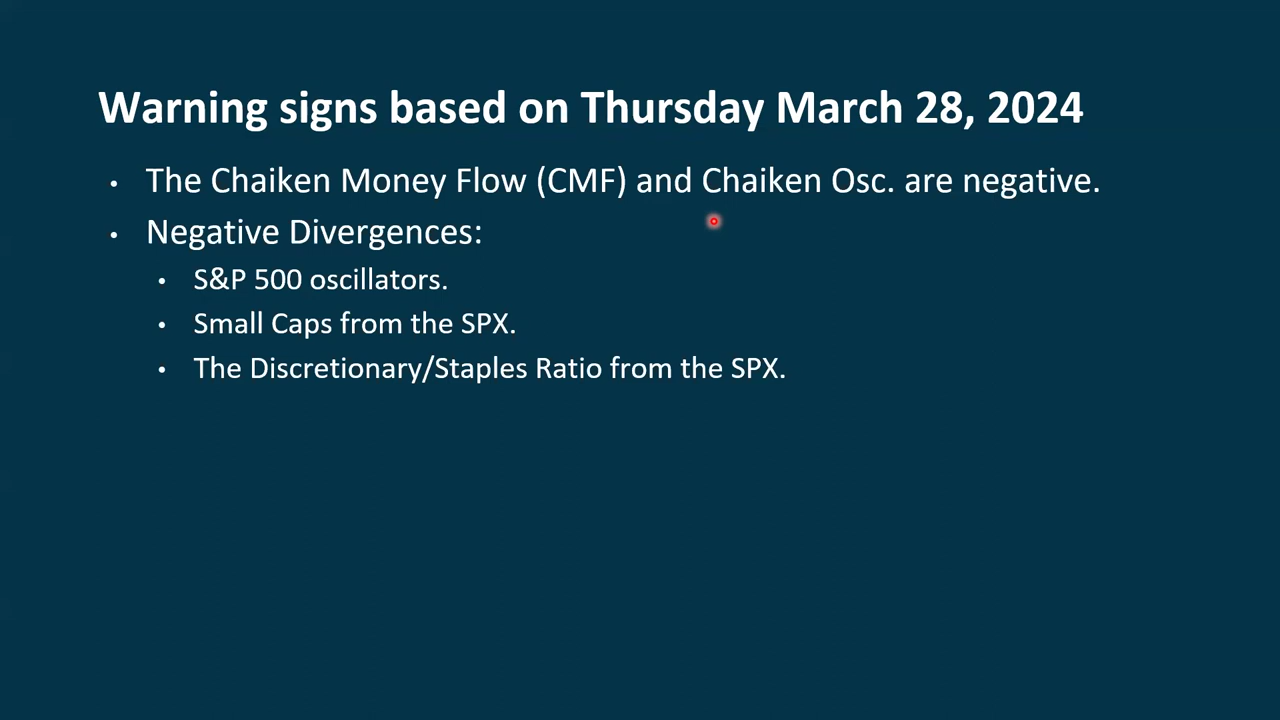 Warning signs based on Thursday March 28, 2024
• The Chaiken Money Flow (CMF) and Chaiken Osc. are negative.
• Negative Divergences:
• S&P 500 oscillators.
• Small Caps from the SPX.
• The Discretionary/Staples Ratio from the SPX.